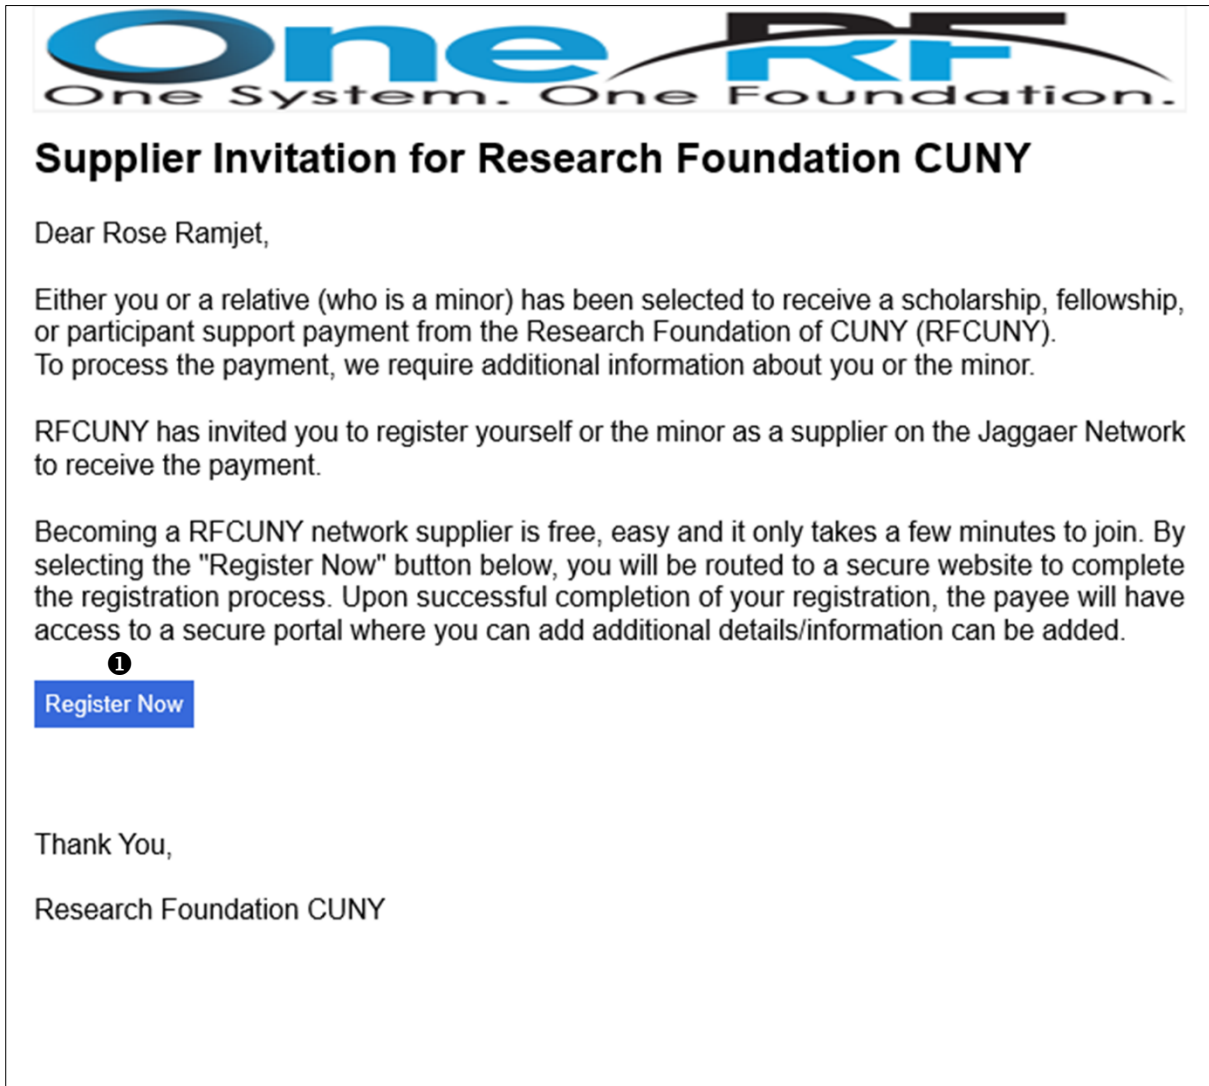 One RF
One System. One Foundation.
Supplier Invitation for Research Foundation CUNY
Dear Rose Ramjet,
Either you or a relative (who is a minor) has been selected to receive a scholarship, fellowship,
or participant support payment from the Research Foundation of CUNY (RFCUNY).
To process the payment, we require additional information about you or the minor.
RFCUNY has invited you to register yourself or the minor as a supplier on the Jaggaer Network
to receive the payment.
Becoming a RFCUNY network supplier is free, easy and it only takes a few minutes to join. By
selecting the "Register Now" button below, you will be routed to a secure website to complete
the registration process. Upon successful completion of your registration, the payee will have
access to a secure portal where you can add additional details/information can be added.
❶
Register Now
Thank You,
Research Foundation CUNY